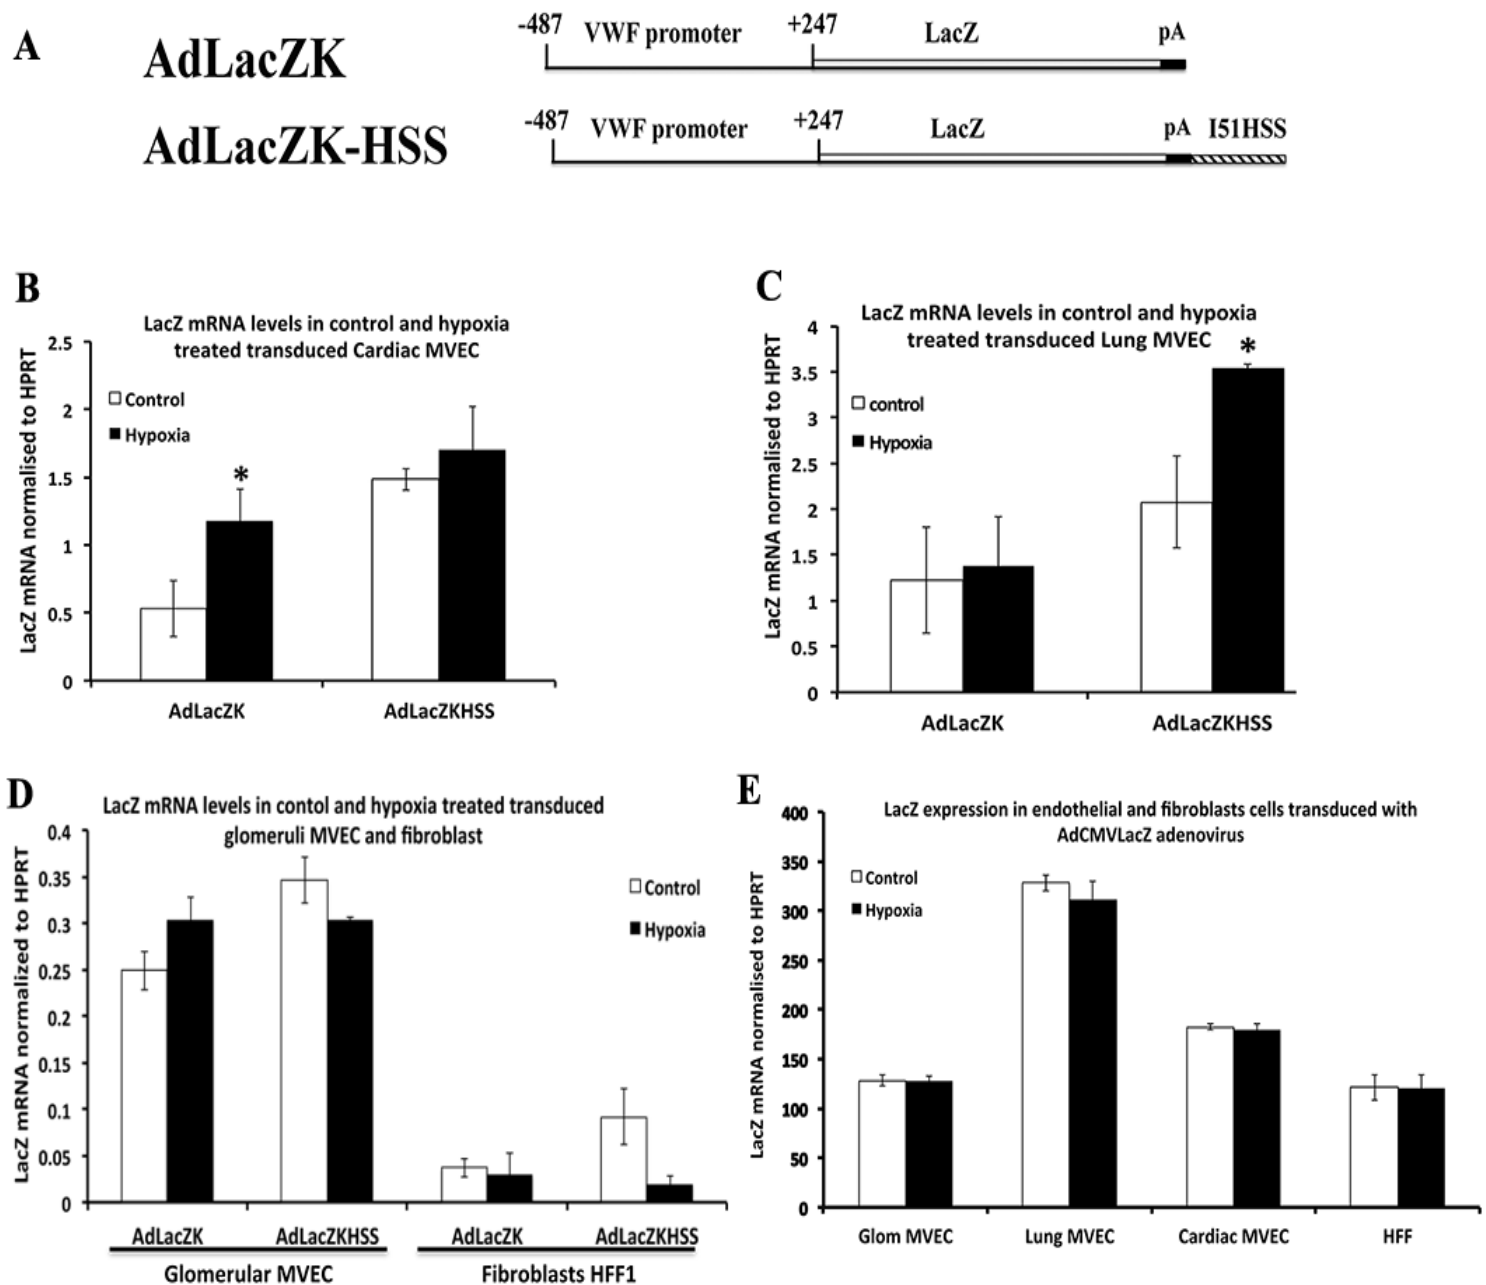 A
AdLacZK
-487 VWF promoter +247 LacZ pA
AdLacZK-HSS
-487 VWF promoter +247 LacZ pA I51HSS
B
LacZ mRNA levels in control and hypoxia
treated transduced Cardiac MVEC
LacZ mRNA normalised to HPRT
2.5
2
1.5
1
0.5
0
Control
Hypoxia
*
AdLacZK AdLacZKHSS
C
LacZ mRNA levels in control and hypoxia
treated transduced Lung MVEC
LacZ mRNA normalised to HPRT
4
3.5
3
2.5
2
1.5
1
0.5
0
control
Hypoxia
*
AdLacZK AdLacZKHSS
D
LacZ mRNA levels in contol and hypoxia treated transduced
glomeruli MVEC and fibroblast
LacZ mRNA normalized to HPRT
0.4
0.35
0.3
0.25
0.2
0.15
0.1
0.05
0
Control
Hypoxia
AdLacZK AdLacZKHSS AdLacZK AdLacZKHSS
Glomerular MVEC Fibroblasts HFF1
E
LacZ expression in endothelial and fibroblasts cells transduced with
AdCMVLacZ adenovirus
LacZ mRNA normalised to HPRT
400
350
300
250
200
150
100
50
0
Control
Hypoxia
Glom MVEC Lung MVEC Cardiac MVEC HFF